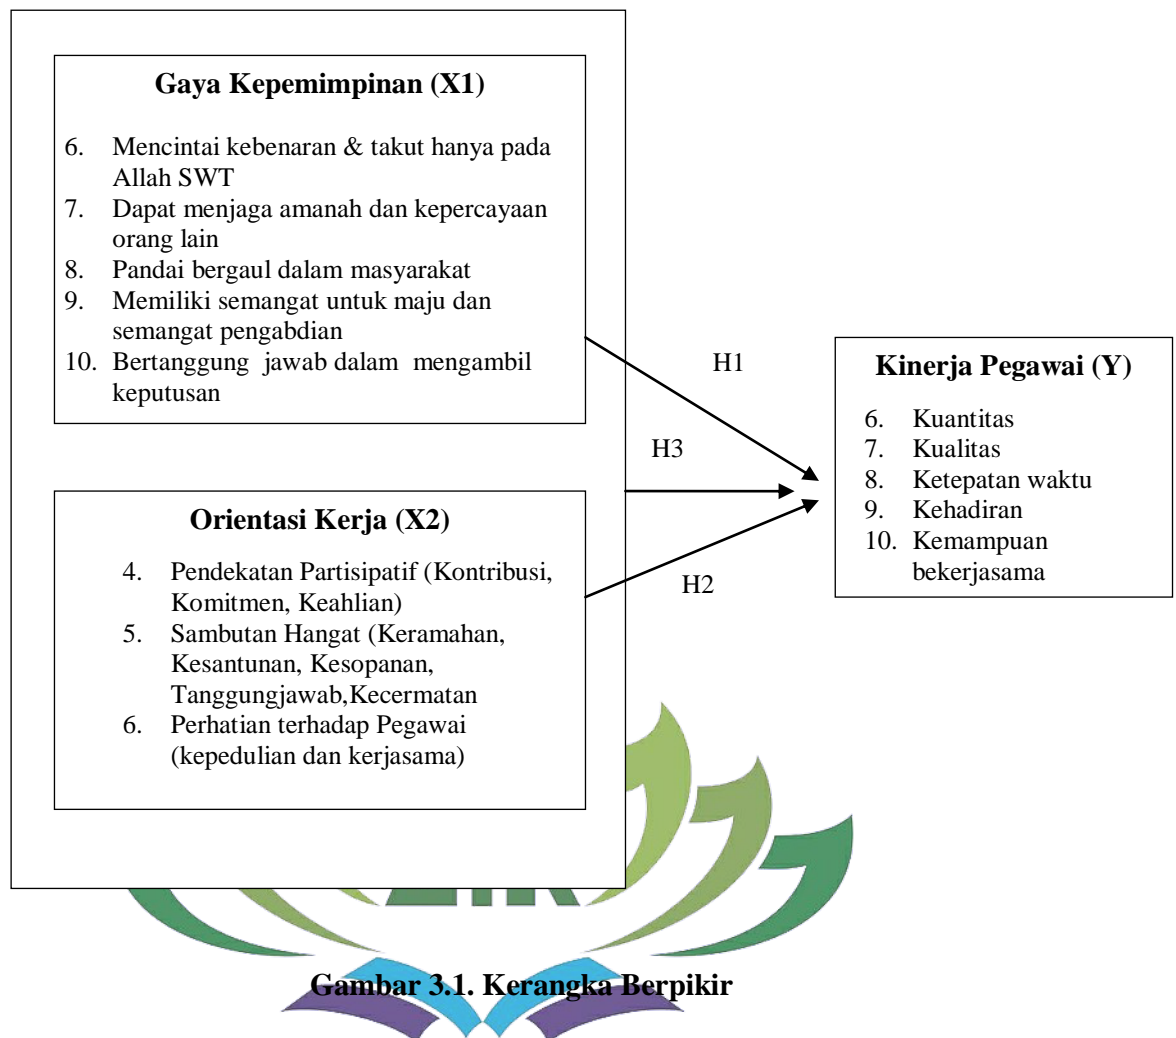 Gaya Kepemimpinan (X1)
6. Mencintai kebenaran & takut hanya pada
Allah SWT
7. Dapat menjaga amanah dan kepercayaan
orang lain
8. Pandai bergaul dalam masyarakat
9. Memiliki semangat untuk maju dan
semangat pengabdian
10. Bertanggung jawab dalam mengambil
keputusan
H1
H3
H2
Kinerja Pegawai (Y)
6. Kuantitas
7. Kualitas
8. Ketepatan waktu
9. Kehadiran
10. Kemampuan
bekerjasama
Orientasi Kerja (X2)
4. Pendekatan Partisipatif (Kontribusi,
Komitmen, Keahlian)
5. Sambutan Hangat (Keramahan,
Kesantunan, Kesopanan,
Tanggungjawab,Kecermatan
6. Perhatian terhadap Pegawai
(kepedulian dan kerjasama)
Gambar 3.1. Kerangka Berpikir